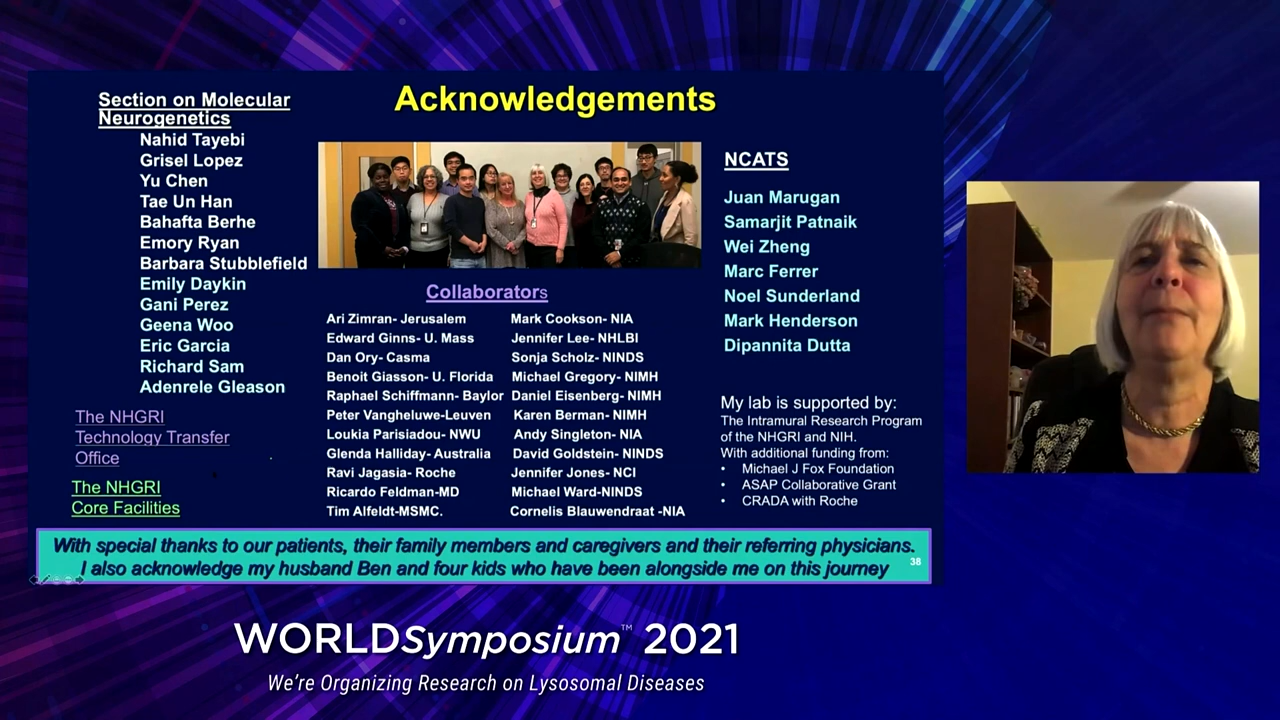 Acknowledgements
Section on Molecular
Neurogenetics
Nahid Tayebi
Grisel Lopez
Yu Chen
Tae Un Han
Bahafta Berhe
Emory Ryan
Barbara Stubblefield
Emily Daykin
Gani Perez
Geena Woo
Eric Garcia
Richard Sam
Adenrele Gleason
The NHGRI
Technology Transfer
Office
The NHGRI
Core Facilities
Collaborators
Ari Zimran- Jerusalem
Edward Ginns- U. Mass
Dan Ory- Casma
Benoit Giasson- U. Florida
Raphael Schiffmann- Baylor
Peter Vangheluwe-Leuven
Loukia Parisiadou- NWU
Glenda Halliday- Australia
Ravi Jagasia- Roche
Ricardo Feldman-MD
Tim Alfeldt-MSMC.
Mark Cookson- NIA
Jennifer Lee- NHLBI
Sonja Scholz- NINDS
Michael Gregory- NIMH
Daniel Eisenberg- NIMH
Karen Berman- NIMH
Andy Singleton- NIA
David Goldstein- NINDS
Jennifer Jones- NCI
Michael Ward-NINDS
Cornelis Blauwendraat -NIA
NCATS
Juan Marugan
Samarjit Patnaik
Wei Zheng
Marc Ferrer
Noel Sunderland
Mark Henderson
Dipannita Dutta
My lab is supported by:
The Intramural Research Program
of the NHGRI and NIH.
With additional funding from:
• Michael J Fox Foundation
• ASAP Collaborative Grant
• CRADA with Roche
With special thanks to our patients, their family members and caregivers and their referring physicians.
I also acknowledge my husband Ben and four kids who have been alongside me on this journey
38
WORLDSymposium™ 2021
We're Organizing Research on Lysosomal Diseases